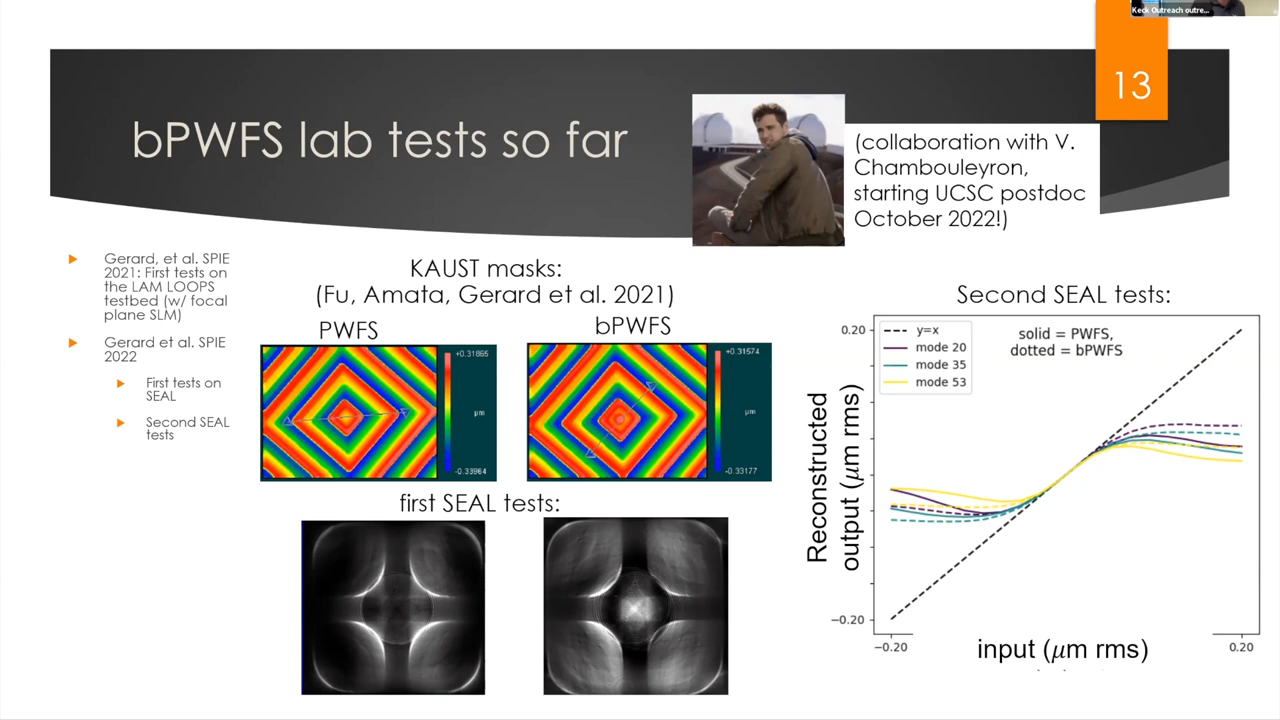 Keck Outreach outre...
13
bPWFS lab tests so far
(collaboration with V.
Chambouleyron,
starting UCSC postdoc
October 2022!)
Gerard, et al. SPIE
2021: First tests on
the LAM LOOPS
testbed (w/ focal
plane SLM)
Gerard et al. SPIE
2022
First tests on
SEAL
Second SEAL
tests
KAUST masks:
(Fu, Amata, Gerard et al. 2021)
PWFS
bPWFS
+0.31865
µm
-0.33964
+0.31574
µm
-0.33177
first SEAL tests:
Second SEAL tests:
0.20
y=x
mode 20
mode 35
mode 53
solid = PWFS,
dotted = bPWFS
Reconstructed
output (µm rms)
−0.20
−0.20
0.20
input (µm rms)